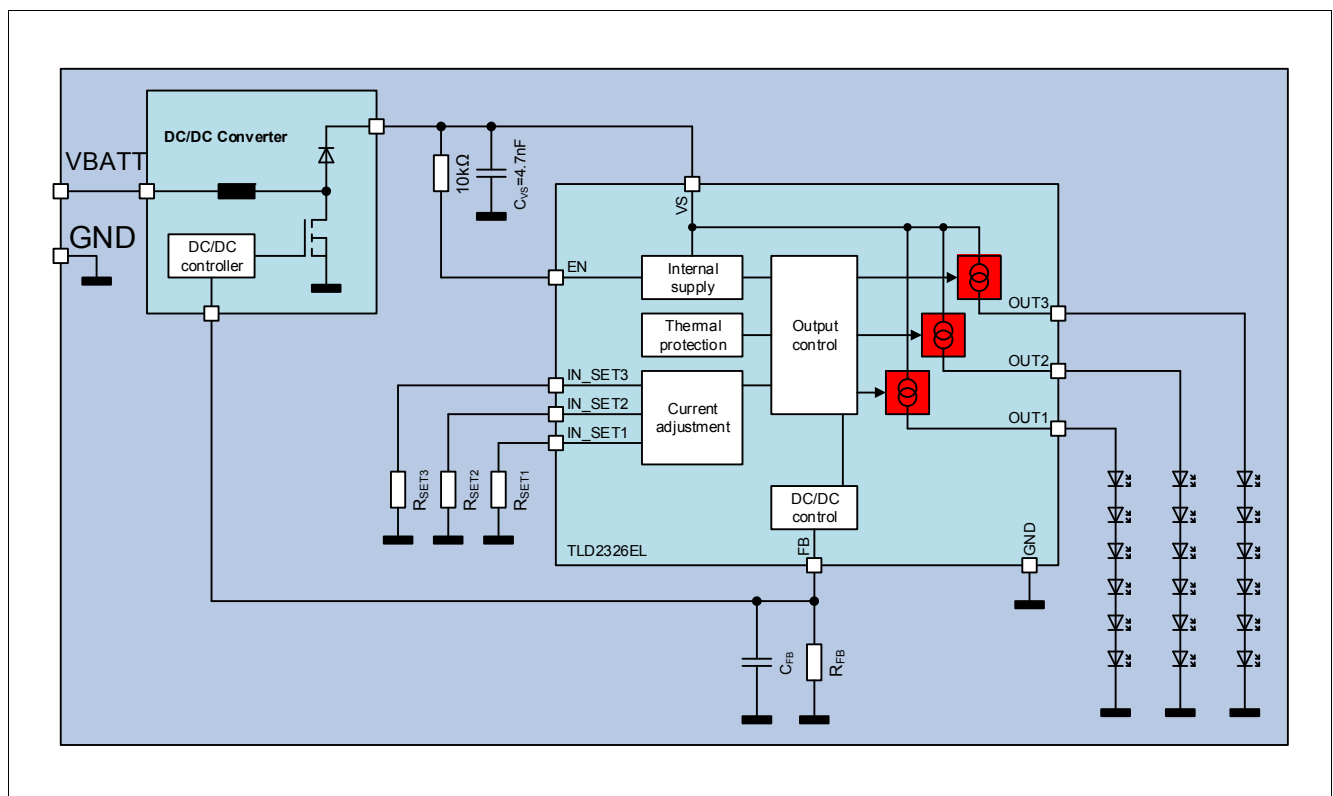 DC/DC Converter
VBATT
GND
DC/DC
controller
10kΩ
CVS=4.7nF
VS
EN
Internal
supply
Thermal
protection
Output
control
OUT3
OUT2
OUT1
IN_SET3
IN_SET2
IN_SET1
Current
adjustment
RSET3
RSET2
RSET1
DC/DC
control
TLD2326EL
FB
GND
CFB
RFB